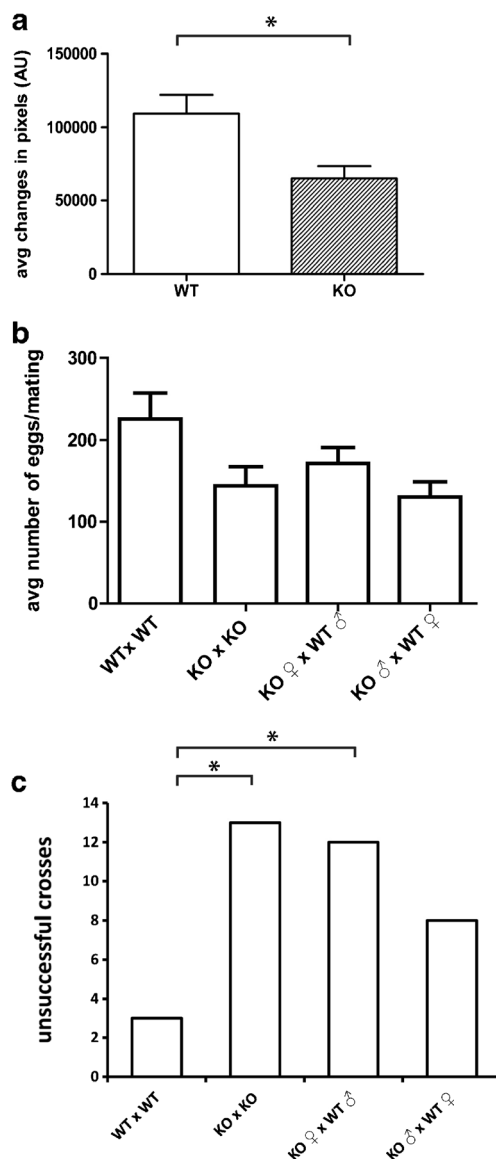 a
*
avg changes in pixels (AU)
150000
100000
50000
0
WT
KO
b
avg number of eggs/mating
300
200
100
0
WTx WT
KO x KO
KO ♀ x WT ♂
KO ♂ x WT ♀
c
*
*
unsuccessful crosses
14
12
10
8
6
4
2
0
WT x WT
KO x KO
KO ♀ x WT ♂
KO ♂ x WT ♀